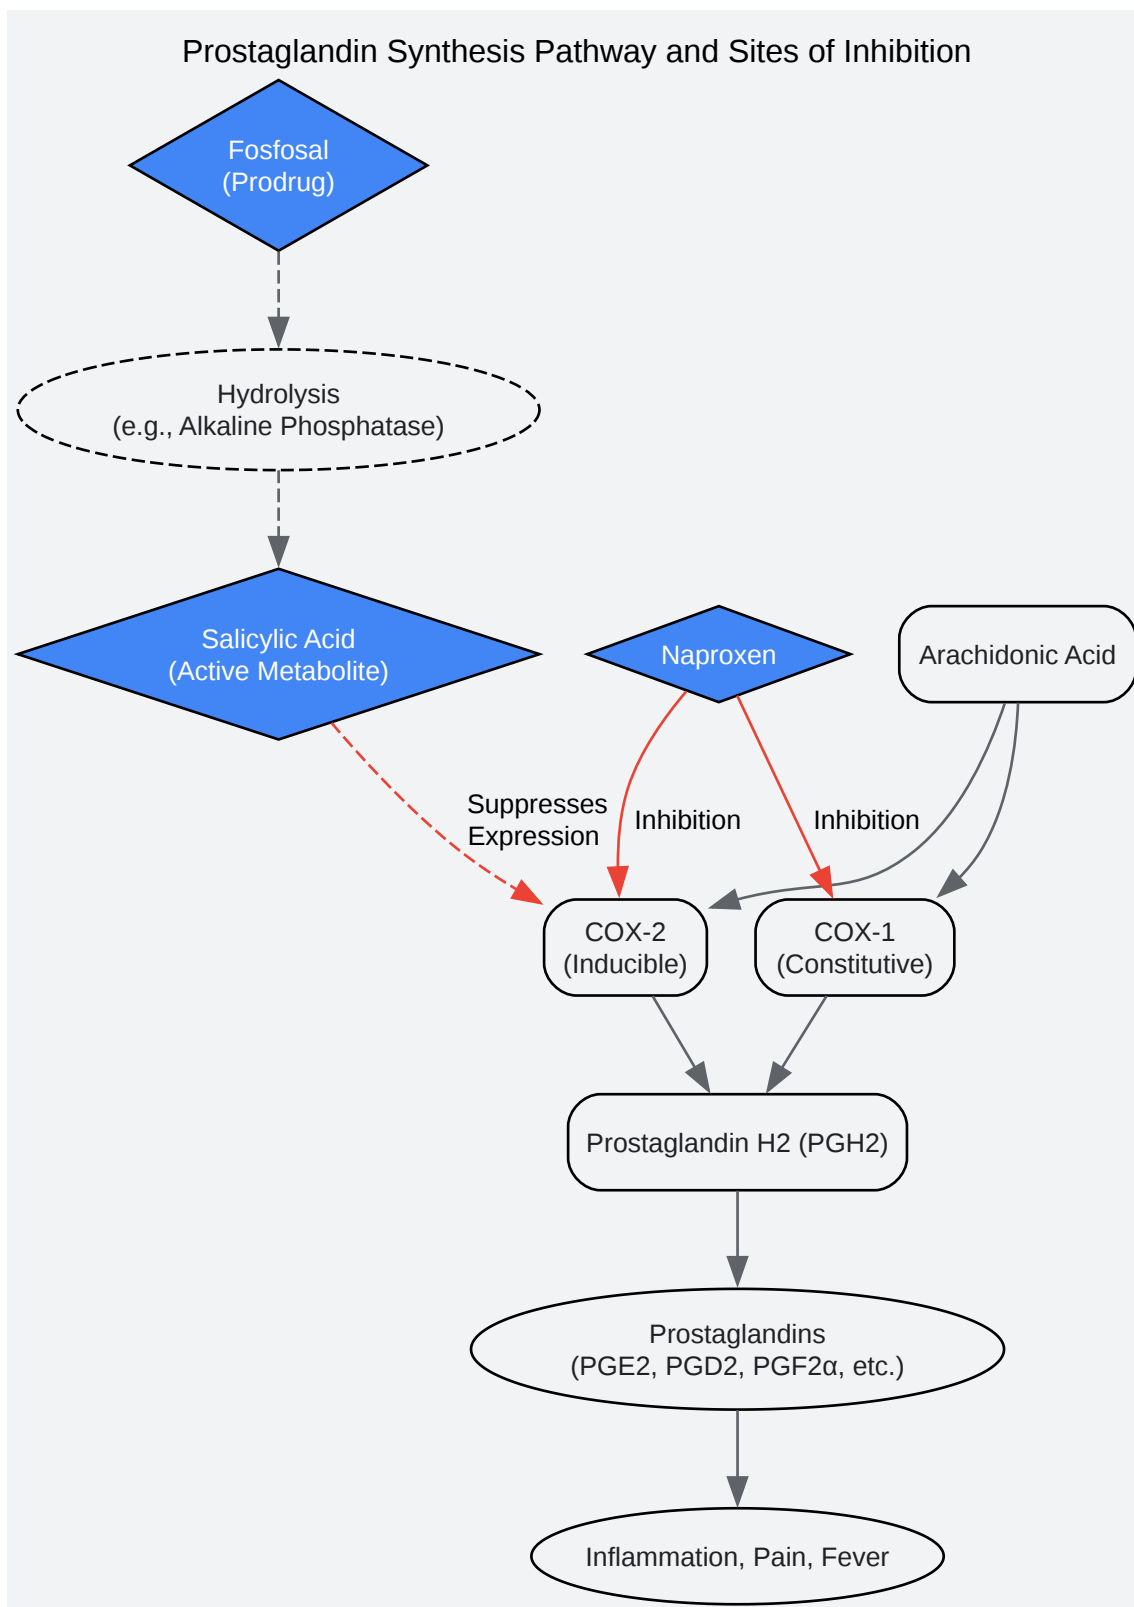 Prostaglandin Synthesis Pathway and Sites of Inhibition
Fosfosal
(Prodrug)
Hydrolysis
(e.g., Alkaline Phosphatase)
Salicylic Acid
(Active Metabolite)
Naproxen
Arachidonic Acid
Suppresses
Expression
Inhibition
Inhibition
COX-2
(Inducible)
COX-1
(Constitutive)
Prostaglandin H2 (PGH2)
Prostaglandins
(PGE2, PGD2, PGF2α, etc.)
Inflammation, Pain, Fever